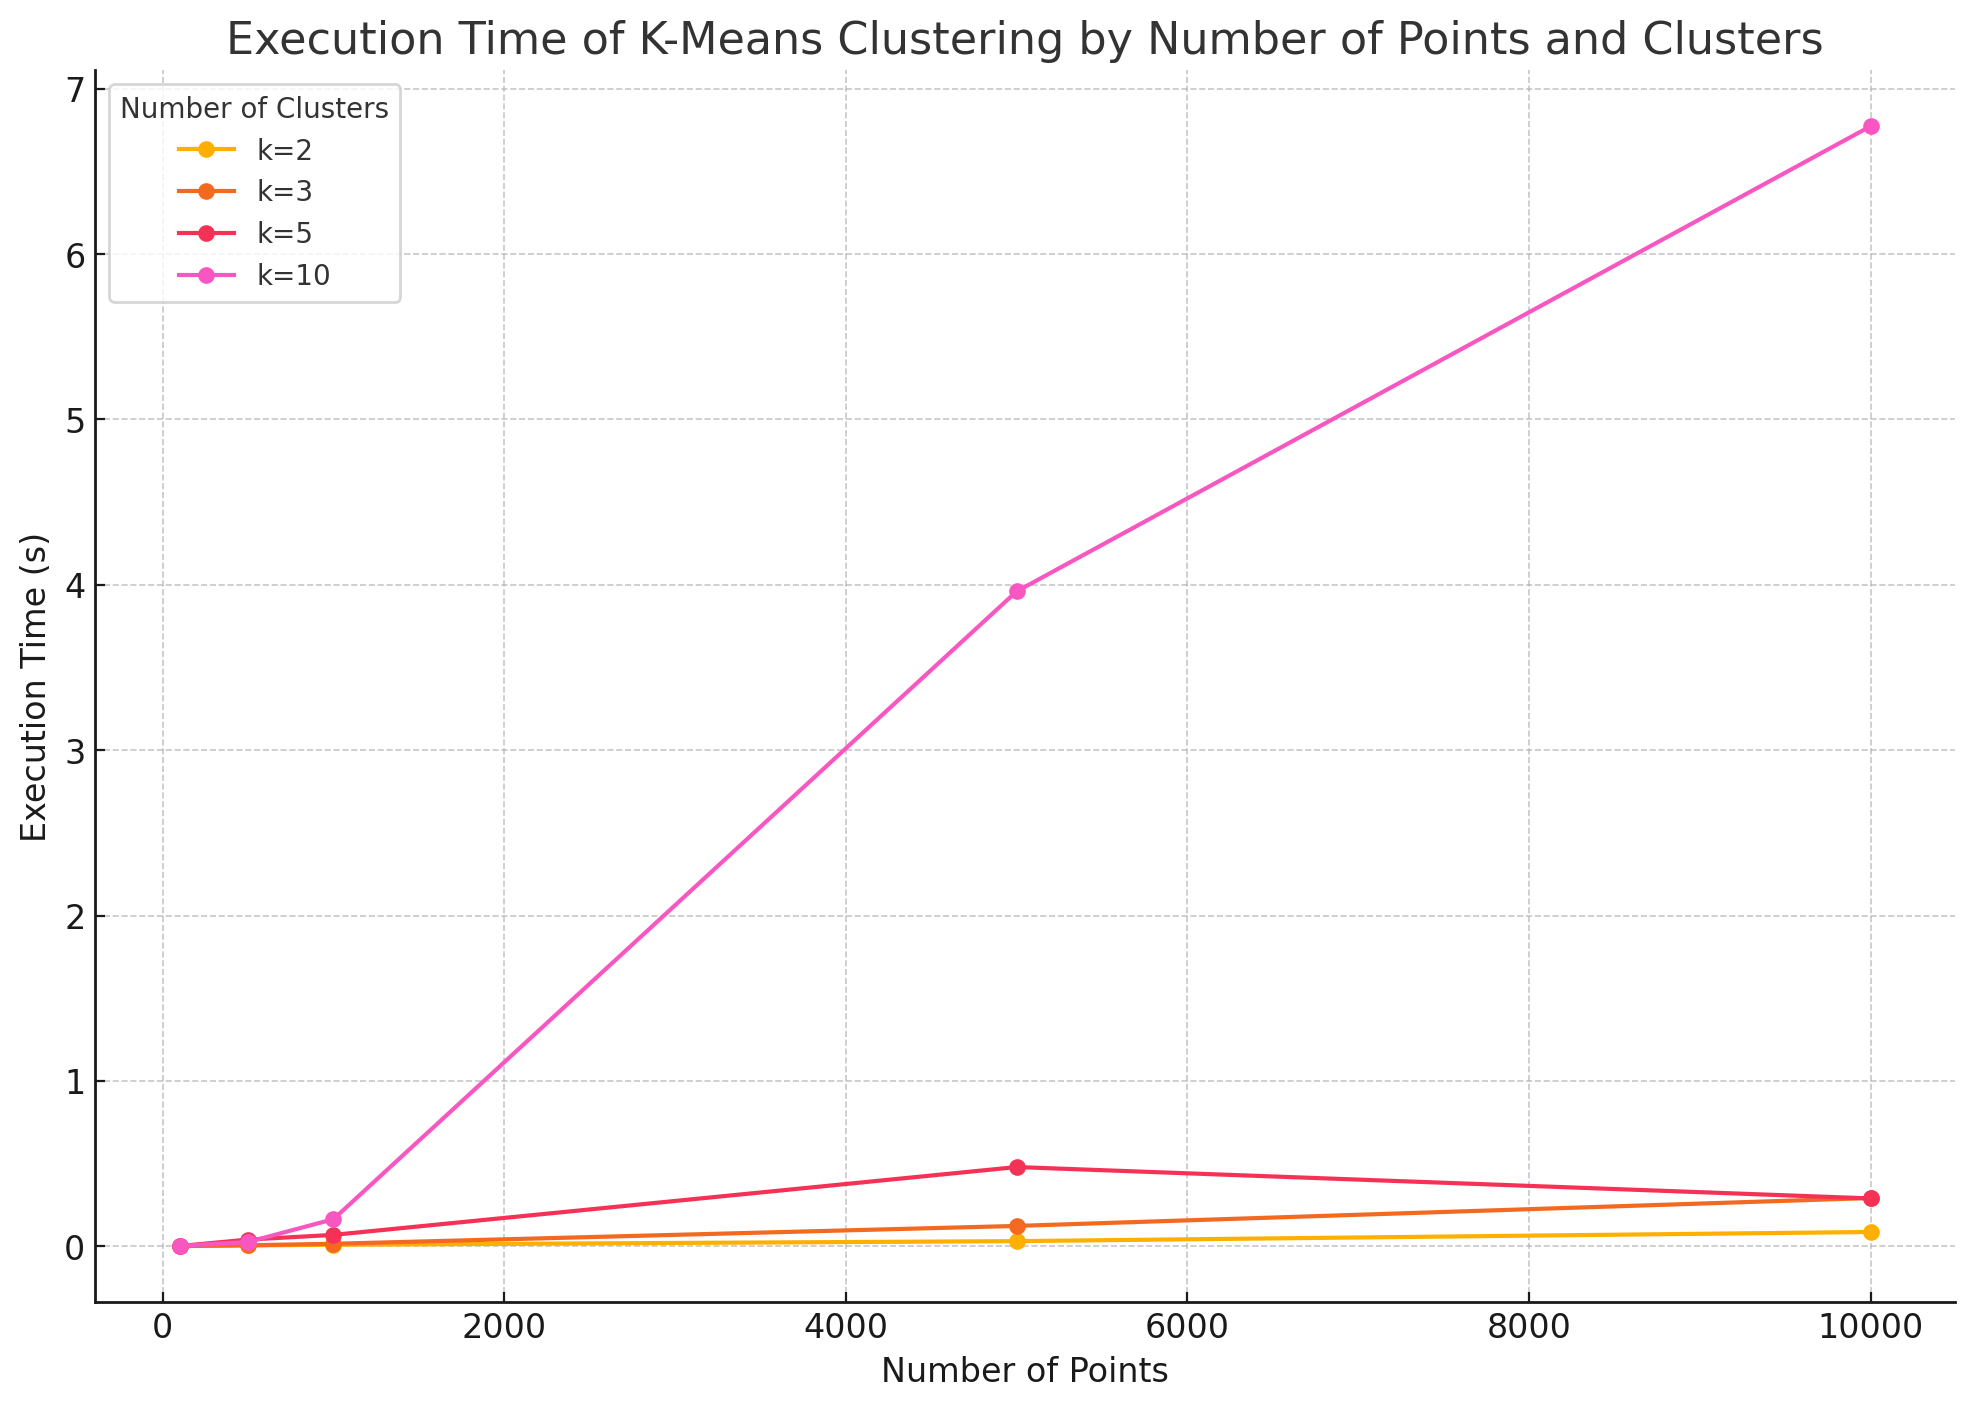 Execution Time of K-Means Clustering by Number of Points and Clusters
Number of Clusters
k=2
k=3
k=5
k=10
7
6
5
4
3
2
1
0
Execution Time (s)
0 2000 4000 6000 8000 10000
Number of Points